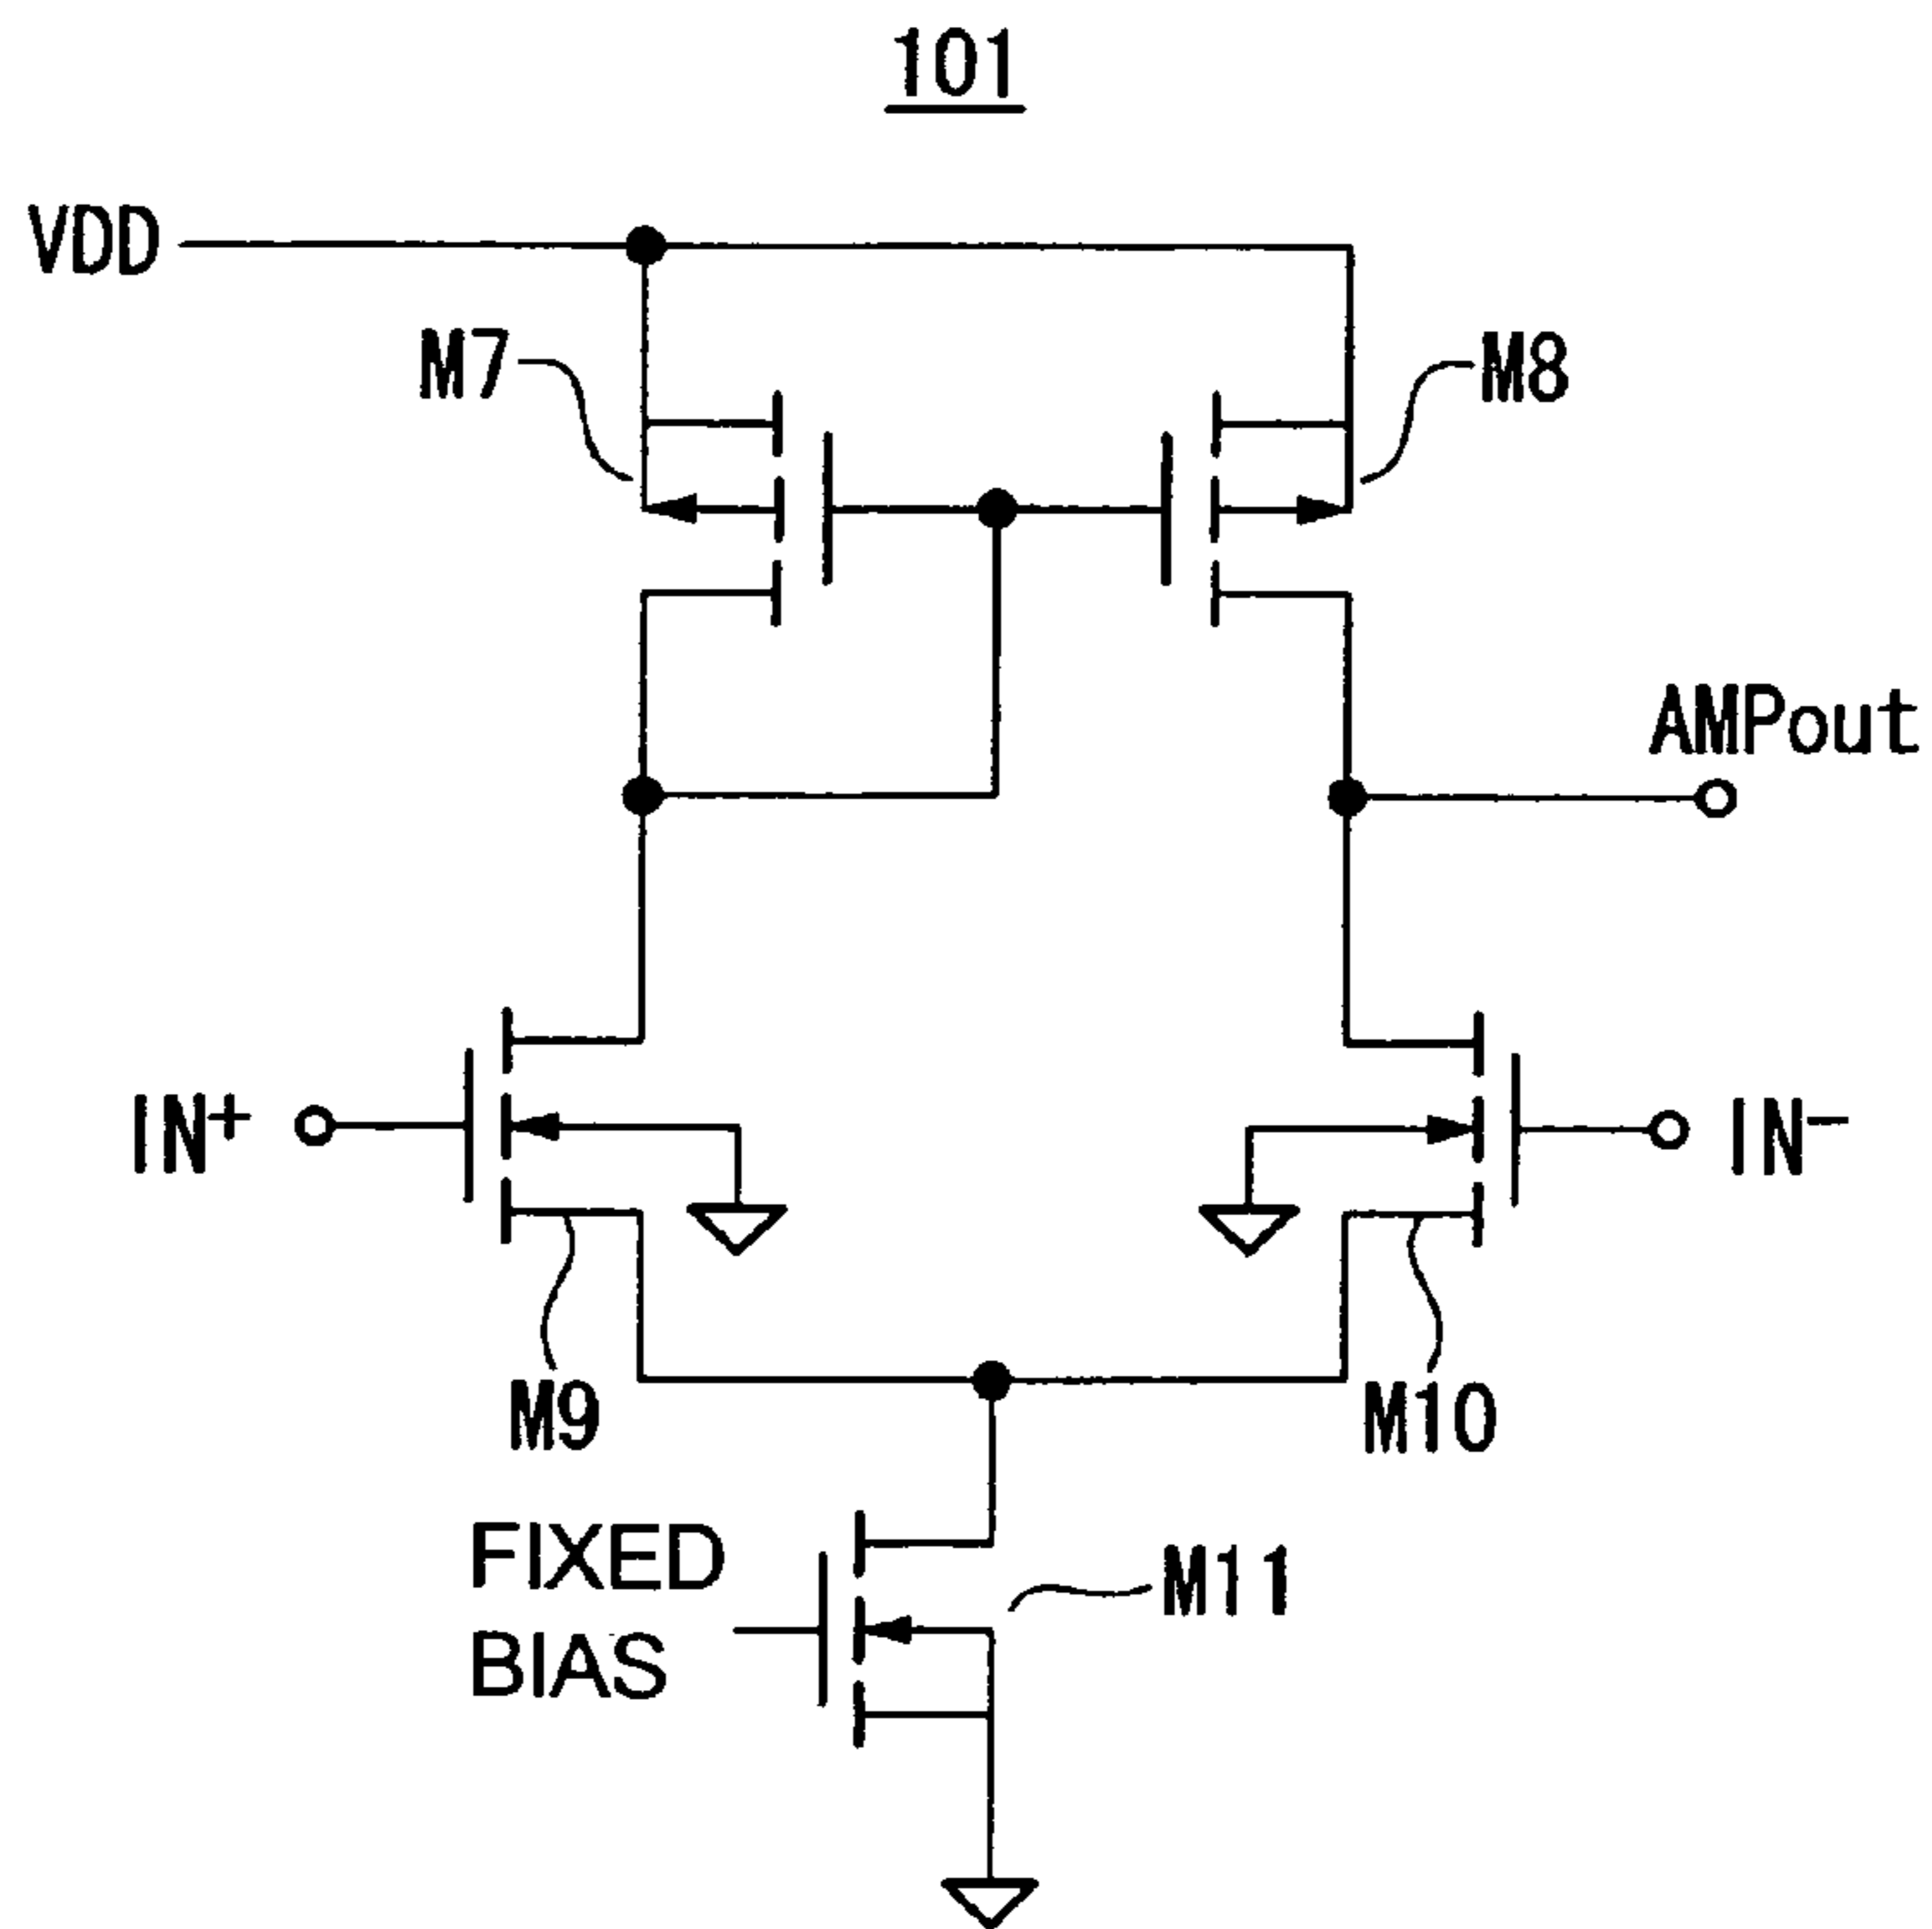 101
VDD
M7
M8
AMPout
IN+
IN−
M9
M10
FIXED
BIAS
M11